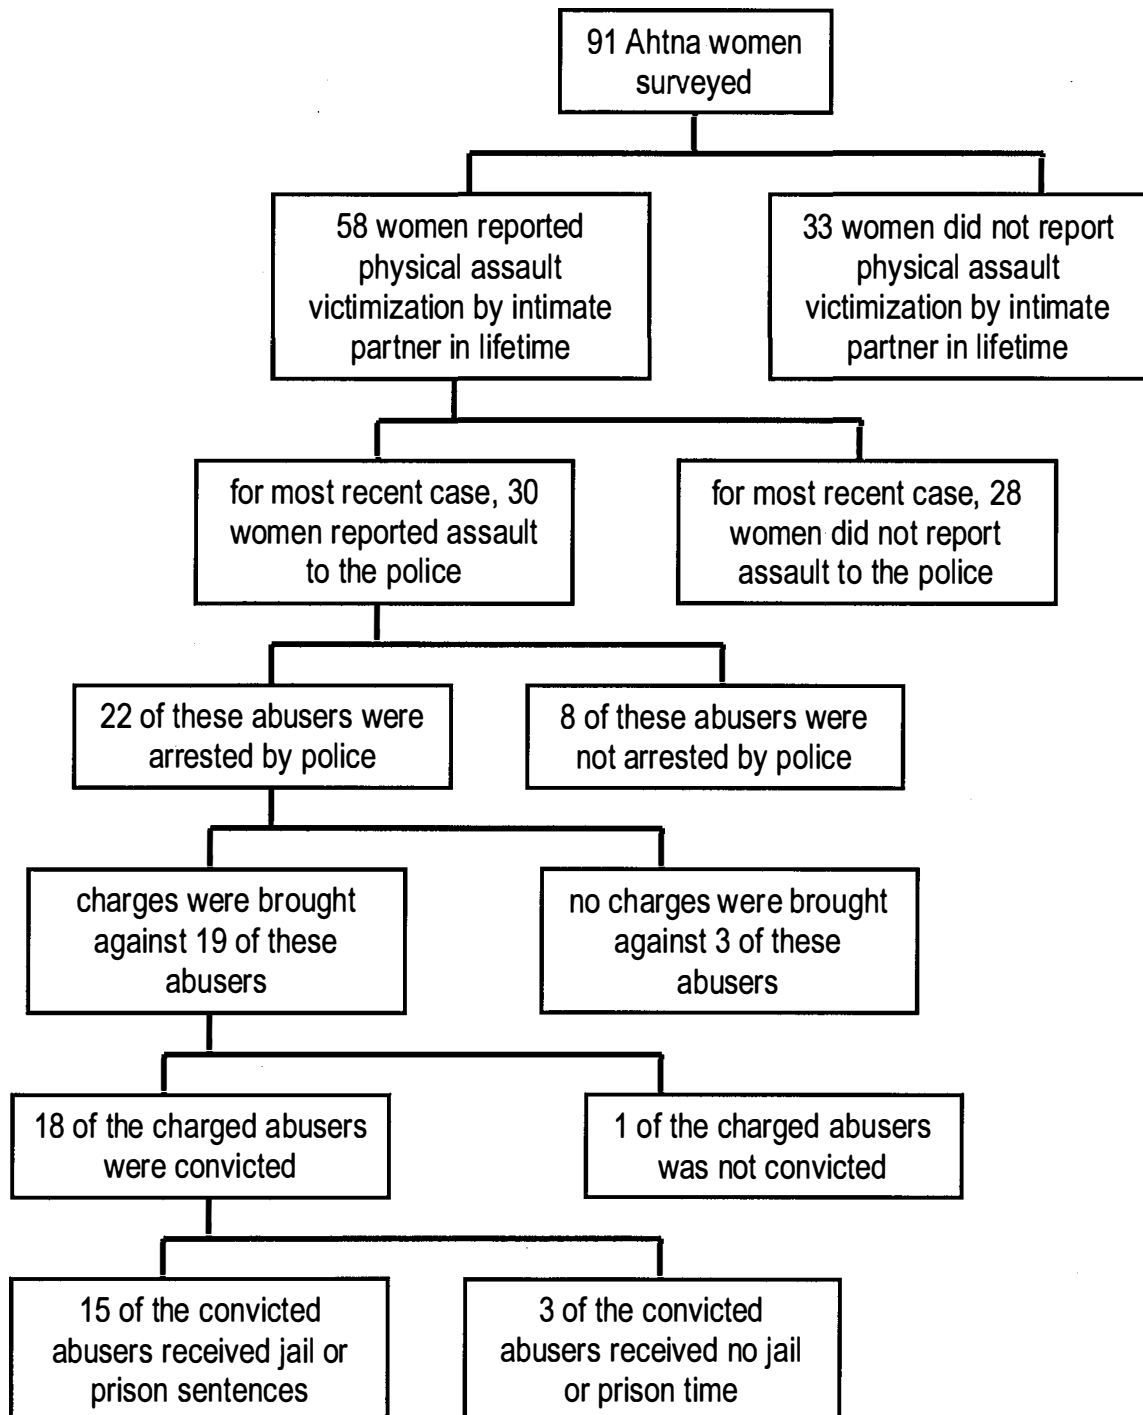 91 Ahtna women
surveyed
58 women reported
physical assault
victimization by intimate
partner in lifetime
33 women did not report
physical assault
victimization by intimate
partner in lifetime
for most recent case, 30
women reported assault
to the police
for most recent case, 28
women did not report
assault to the police
22 of these abusers were
arrested by police
8 of these abusers were
not arrested by police
charges were brought
against 19 of these
abusers
no charges were brought
against 3 of these
abusers
18 of the charged abusers
were convicted
1 of the charged abusers
was not convicted
15 of the convicted
abusers received jail or
prison sentences
3 of the convicted
abusers received no jail
or prison time